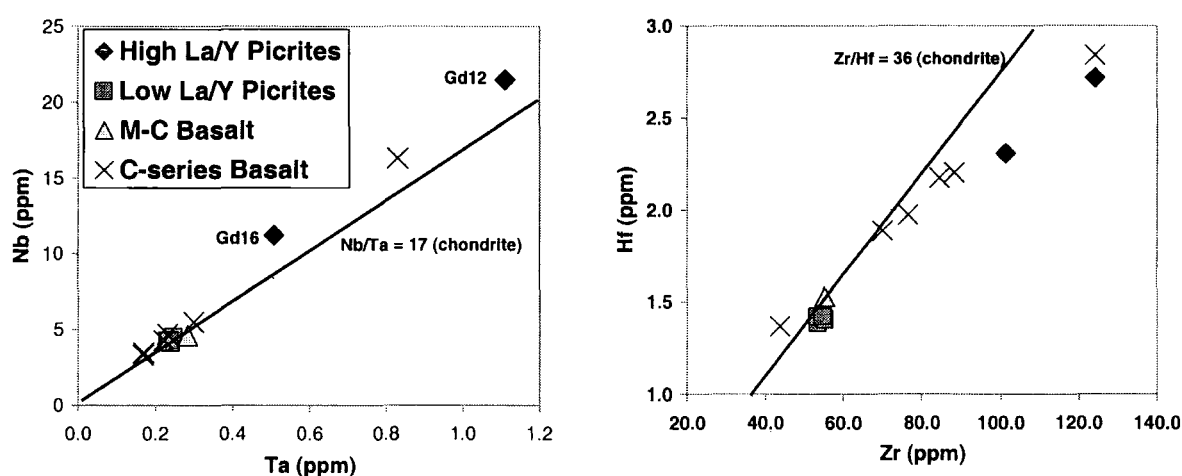 25
20
15
10
5
0
Nb (ppm)
High La/Y Picrites
Low La/Y Picrites
M-C Basalt
C-series Basalt
Gd12
Gd16
Nb/Ta = 17 (chondrite)
0.0 0.2 0.4 0.6 0.8 1.0 1.2
Ta (ppm)
3.0
2.5
2.0
1.5
1.0
Hf (ppm)
Zr/Hf = 36 (chondrite)
20.0 40.0 60.0 80.0 100.0 120.0 140.0
Zr (ppm)